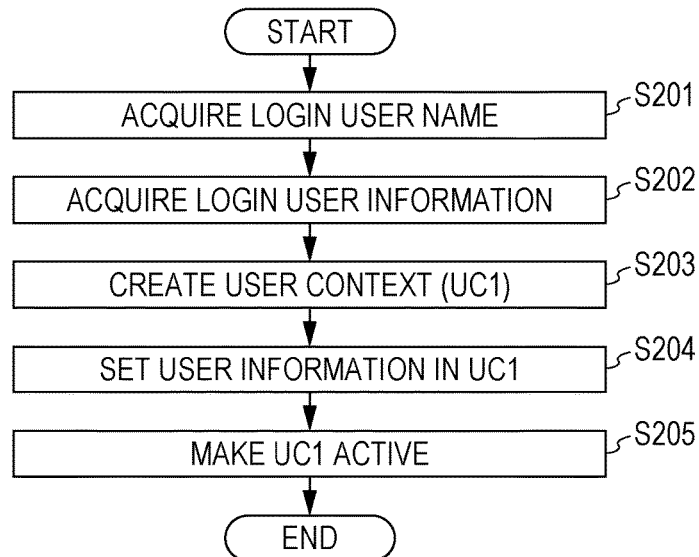 START
ACQUIRE LOGIN USER NAME
S201
ACQUIRE LOGIN USER INFORMATION
S202
CREATE USER CONTEXT (UC1)
S203
SET USER INFORMATION IN UC1
S204
MAKE UC1 ACTIVE
S205
END